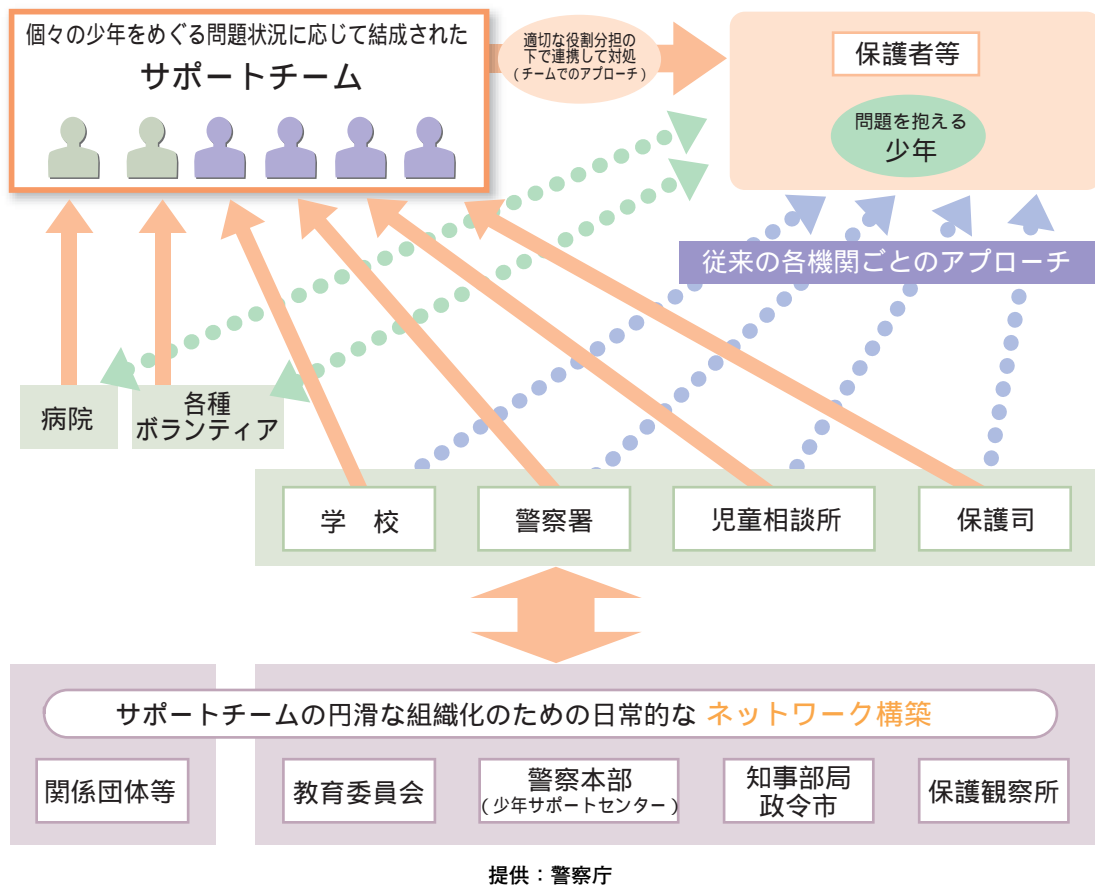 個々の少年をめぐる問題状況に応じて結成された
サポートチーム
適切な役割分担の
下で連携して対処
（チームでのアプローチ）
保護者等
問題を抱える
少年
従来の各機関ごとのアプローチ
病院
各種
ボランティア
学　校
警察署
児童相談所
保護司
サポートチームの円滑な組織化のための日常的な ネットワーク構築
関係団体等
教育委員会
警察本部
（少年サポートセンター）
知事部局
政令市
保護観察所
提供：警察庁